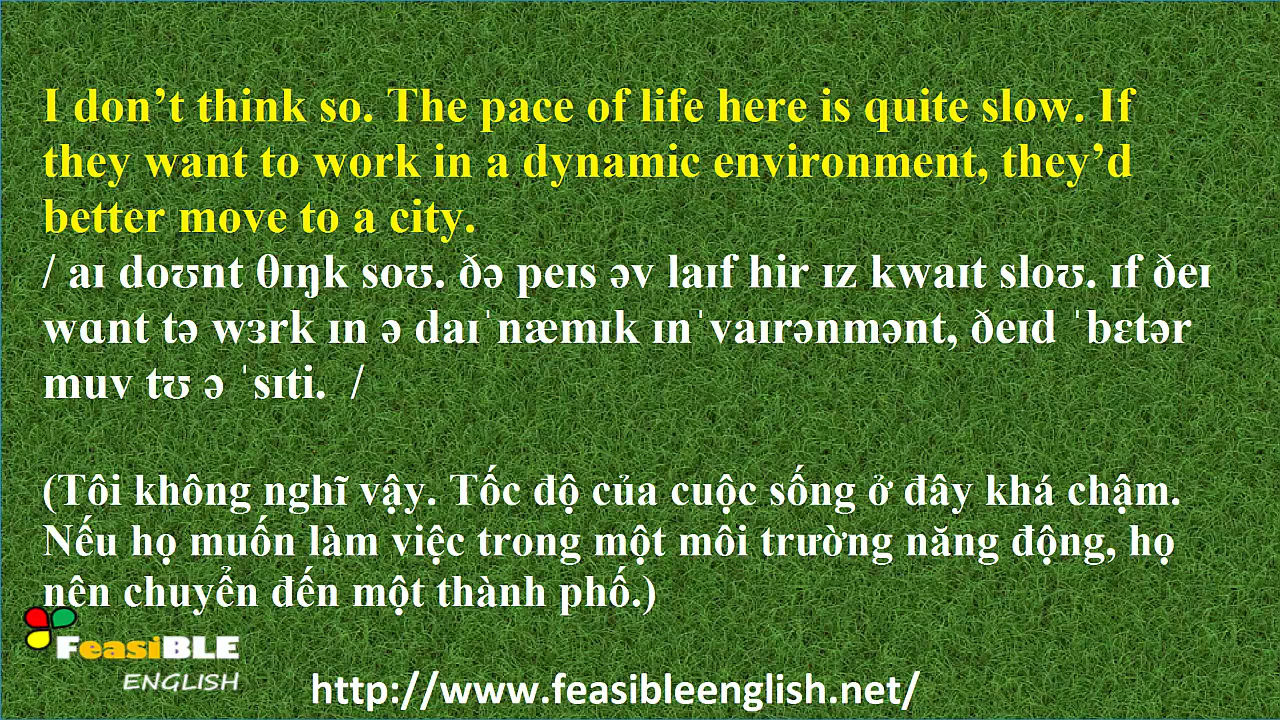 I don’t think so. The pace of life here is quite slow. If
they want to work in a dynamic environment, they’d
better move to a city.
/ aɪ doʊnt θɪŋk soʊ. ðə peɪs əv laɪf hir ɪz kwaɪt sloʊ. ɪf ðeɪ
wɑnt tə wɜrk ɪn ə daɪˈnæmɪk ɪnˈvaɪrənmənt, ðeɪd ˈbɛtər
muv tʊ ə ˈsɪti. /
(Tôi không nghĩ vậy. Tốc độ của cuộc sống ở đây khá chậm.
Nếu họ muốn làm việc trong một môi trường năng động, họ
nên chuyển đến một thành phố.)
FeasiBLE
ENGLISH
http://www.feasibleenglish.net/